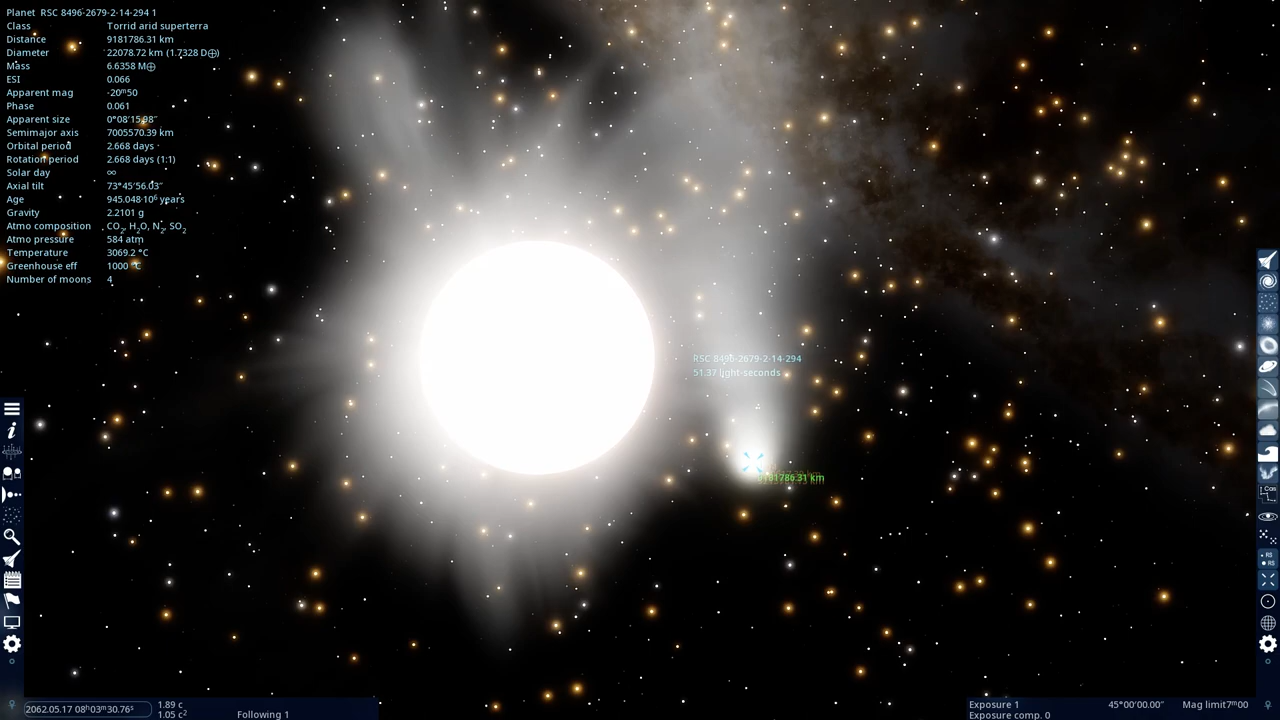 Planet RSC 8496-2679-2-14-294 1
Class Torrid arid superterra
Distance 9181786.31 km
Diameter 22078.72 km (1.7328 D⊕)
Mass 6.6358 M⊕
ESI 0.066
Apparent mag -20ᵐ50
Phase 0.061
Apparent size 0°08′15.98″
Semimajor axis 7005570.39 km
Orbital period 2.668 days
Rotation period 2.668 days (1:1)
Solar day ∞
Axial tilt 73°45′56.03″
Age 945.048·10⁶ years
Gravity 2.2101 g
Atmo composition CO₂, H₂O, N₂, SO₂
Atmo pressure 584 atm
Temperature 3069.2 °C
Greenhouse eff 1000 °C
Number of moons 4
RSC 8496-2679-2-14-294
51.37 light-seconds
9181786.31 km
Con
RS
RS
2062.05.17 08ʰ03ᵐ30.76ˢ
1.89 c
1.05 c²
Following 1
Exposure 1 45°00′00.00″ Mag limit 7ᵐ00
Exposure comp. 0